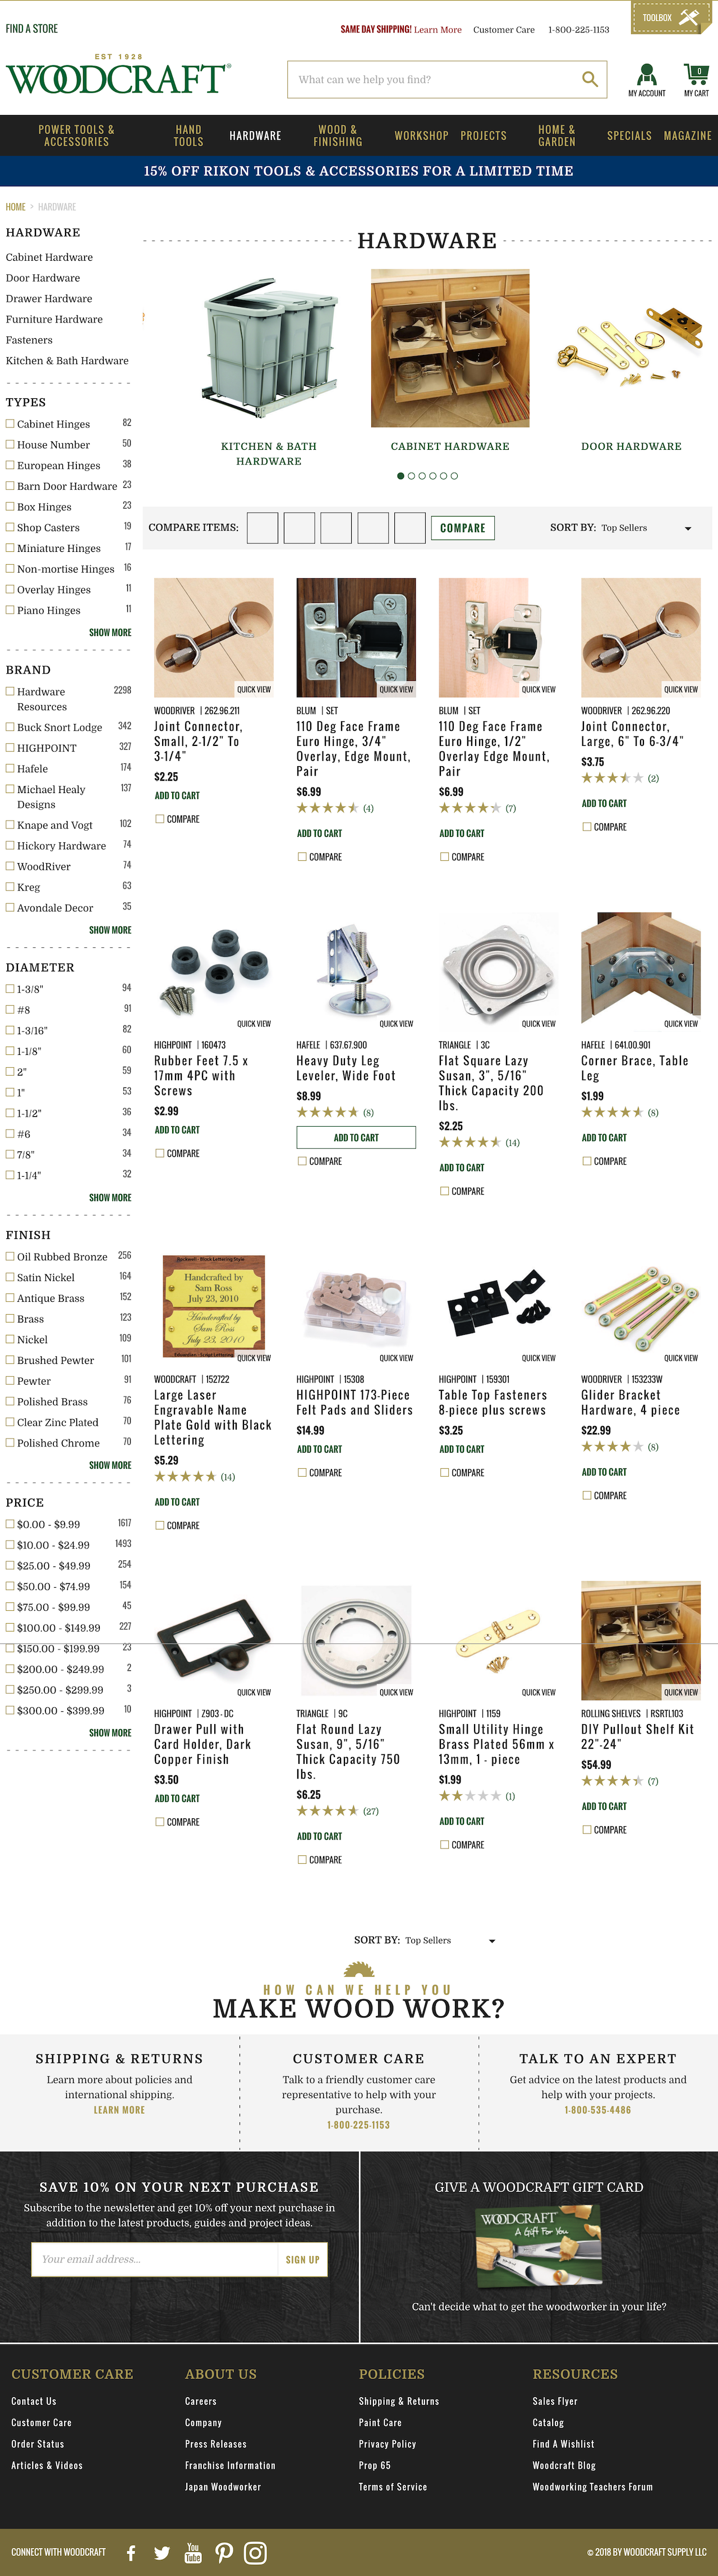 FIND A STORE
SAME DAY SHIPPING! Learn More
Customer Care
1-800-225-1153
TOOLBOX
EST 1928
WOODCRAFT®
What can we help you find?
MY ACCOUNT
0
MY CART
POWER TOOLS &
ACCESSORIES
HAND
TOOLS
HARDWARE
WOOD &
FINISHING
WORKSHOP
PROJECTS
HOME &
GARDEN
SPECIALS
MAGAZINE
15% OFF RIKON TOOLS & ACCESSORIES FOR A LIMITED TIME
HOME > HARDWARE
HARDWARE
Cabinet Hardware
Door Hardware
Drawer Hardware
Furniture Hardware
Fasteners
Kitchen & Bath Hardware
TYPES
Cabinet Hinges 82
House Number 50
European Hinges 38
Barn Door Hardware 23
Box Hinges 23
Shop Casters 19
Miniature Hinges 17
Non-mortise Hinges 16
Overlay Hinges 11
Piano Hinges 11
SHOW MORE
BRAND
Hardware 2298
Resources
Buck Snort Lodge 342
HIGHPOINT 327
Hafele 174
Michael Healy 137
Designs
Knape and Vogt 102
Hickory Hardware 74
WoodRiver 74
Kreg 63
Avondale Decor 35
SHOW MORE
DIAMETER
1-3/8" 94
#8 91
1-3/16" 82
1-1/8" 60
2" 59
1" 53
1-1/2" 36
#6 34
7/8" 34
1-1/4" 32
SHOW MORE
FINISH
Oil Rubbed Bronze 256
Satin Nickel 164
Antique Brass 152
Brass 123
Nickel 109
Brushed Pewter 101
Pewter 91
Polished Brass 76
Clear Zinc Plated 70
Polished Chrome 70
SHOW MORE
PRICE
$0.00 - $9.99 1617
$10.00 - $24.99 1493
$25.00 - $49.99 254
$50.00 - $74.99 154
$75.00 - $99.99 45
$100.00 - $149.99 227
$150.00 - $199.99 23
$200.00 - $249.99 2
$250.00 - $299.99 3
$300.00 - $399.99 10
SHOW MORE
HARDWARE
KITCHEN & BATH
HARDWARE
CABINET HARDWARE
DOOR HARDWARE
COMPARE ITEMS:
COMPARE
SORT BY: Top Sellers
QUICK VIEW
WOODRIVER | 262.96.211
Joint Connector,
Small, 2-1/2" To
3-1/4"
$2.25
ADD TO CART
COMPARE
QUICK VIEW
BLUM | SET
110 Deg Face Frame
Euro Hinge, 3/4"
Overlay, Edge Mount,
Pair
$6.99
(4)
ADD TO CART
COMPARE
QUICK VIEW
BLUM | SET
110 Deg Face Frame
Euro Hinge, 1/2"
Overlay Edge Mount,
Pair
$6.99
(7)
ADD TO CART
COMPARE
QUICK VIEW
WOODRIVER | 262.96.220
Joint Connector,
Large, 6" To 6-3/4"
$3.75
(2)
ADD TO CART
COMPARE
QUICK VIEW
HIGHPOINT | 160473
Rubber Feet 7.5 x
17mm 4PC with
Screws
$2.99
ADD TO CART
COMPARE
QUICK VIEW
HAFELE | 637.67.900
Heavy Duty Leg
Leveler, Wide Foot
$8.99
(8)
ADD TO CART
COMPARE
QUICK VIEW
TRIANGLE | 3C
Flat Square Lazy
Susan, 3", 5/16"
Thick Capacity 200
lbs.
$2.25
(14)
ADD TO CART
COMPARE
QUICK VIEW
HAFELE | 641.00.901
Corner Brace, Table
Leg
$1.99
(8)
ADD TO CART
COMPARE
Handcrafted by
Sam Ross
July 23, 2010
Handcrafted by
Sam Ross
July 23, 2010
QUICK VIEW
WOODCRAFT | 152722
Large Laser
Engravable Name
Plate Gold with Black
Lettering
$5.29
(14)
ADD TO CART
COMPARE
QUICK VIEW
HIGHPOINT | 15308
HIGHPOINT 173-Piece
Felt Pads and Sliders
$14.99
ADD TO CART
COMPARE
QUICK VIEW
HIGHPOINT | 159301
Table Top Fasteners
8-piece plus screws
$3.25
ADD TO CART
COMPARE
QUICK VIEW
WOODRIVER | 153233W
Glider Bracket
Hardware, 4 piece
$22.99
(8)
ADD TO CART
COMPARE
QUICK VIEW
HIGHPOINT | Z903 - DC
Drawer Pull with
Card Holder, Dark
Copper Finish
$3.50
ADD TO CART
COMPARE
QUICK VIEW
TRIANGLE | 9C
Flat Round Lazy
Susan, 9", 5/16"
Thick Capacity 750
lbs.
$6.25
(27)
ADD TO CART
COMPARE
QUICK VIEW
HIGHPOINT | 1159
Small Utility Hinge
Brass Plated 56mm x
13mm, 1 - piece
$1.99
(1)
ADD TO CART
COMPARE
QUICK VIEW
ROLLING SHELVES | RSRTL103
DIY Pullout Shelf Kit
22"-24"
$54.99
(7)
ADD TO CART
COMPARE
SORT BY: Top Sellers
HOW CAN WE HELP YOU
MAKE WOOD WORK?
SHIPPING & RETURNS
Learn more about policies and
international shipping.
LEARN MORE
CUSTOMER CARE
Talk to a friendly customer care
representative to help with your
purchase.
1-800-225-1153
TALK TO AN EXPERT
Get advice on the latest products and
help with your projects.
1-800-535-4486
SAVE 10% ON YOUR NEXT PURCHASE
Subscribe to the newsletter and get 10% off your next purchase in
addition to the latest products, guides and project ideas.
Your email address...
SIGN UP
GIVE A WOODCRAFT GIFT CARD
WOODCRAFT
A Gift For You
Can't decide what to get the woodworker in your life?
CUSTOMER CARE
Contact Us
Customer Care
Order Status
Articles & Videos
ABOUT US
Careers
Company
Press Releases
Franchise Information
Japan Woodworker
POLICIES
Shipping & Returns
Paint Care
Privacy Policy
Prop 65
Terms of Service
RESOURCES
Sales Flyer
Catalog
Find A Wishlist
Woodcraft Blog
Woodworking Teachers Forum
CONNECT WITH WOODCRAFT
You
Tube
© 2018 BY WOODCRAFT SUPPLY LLC